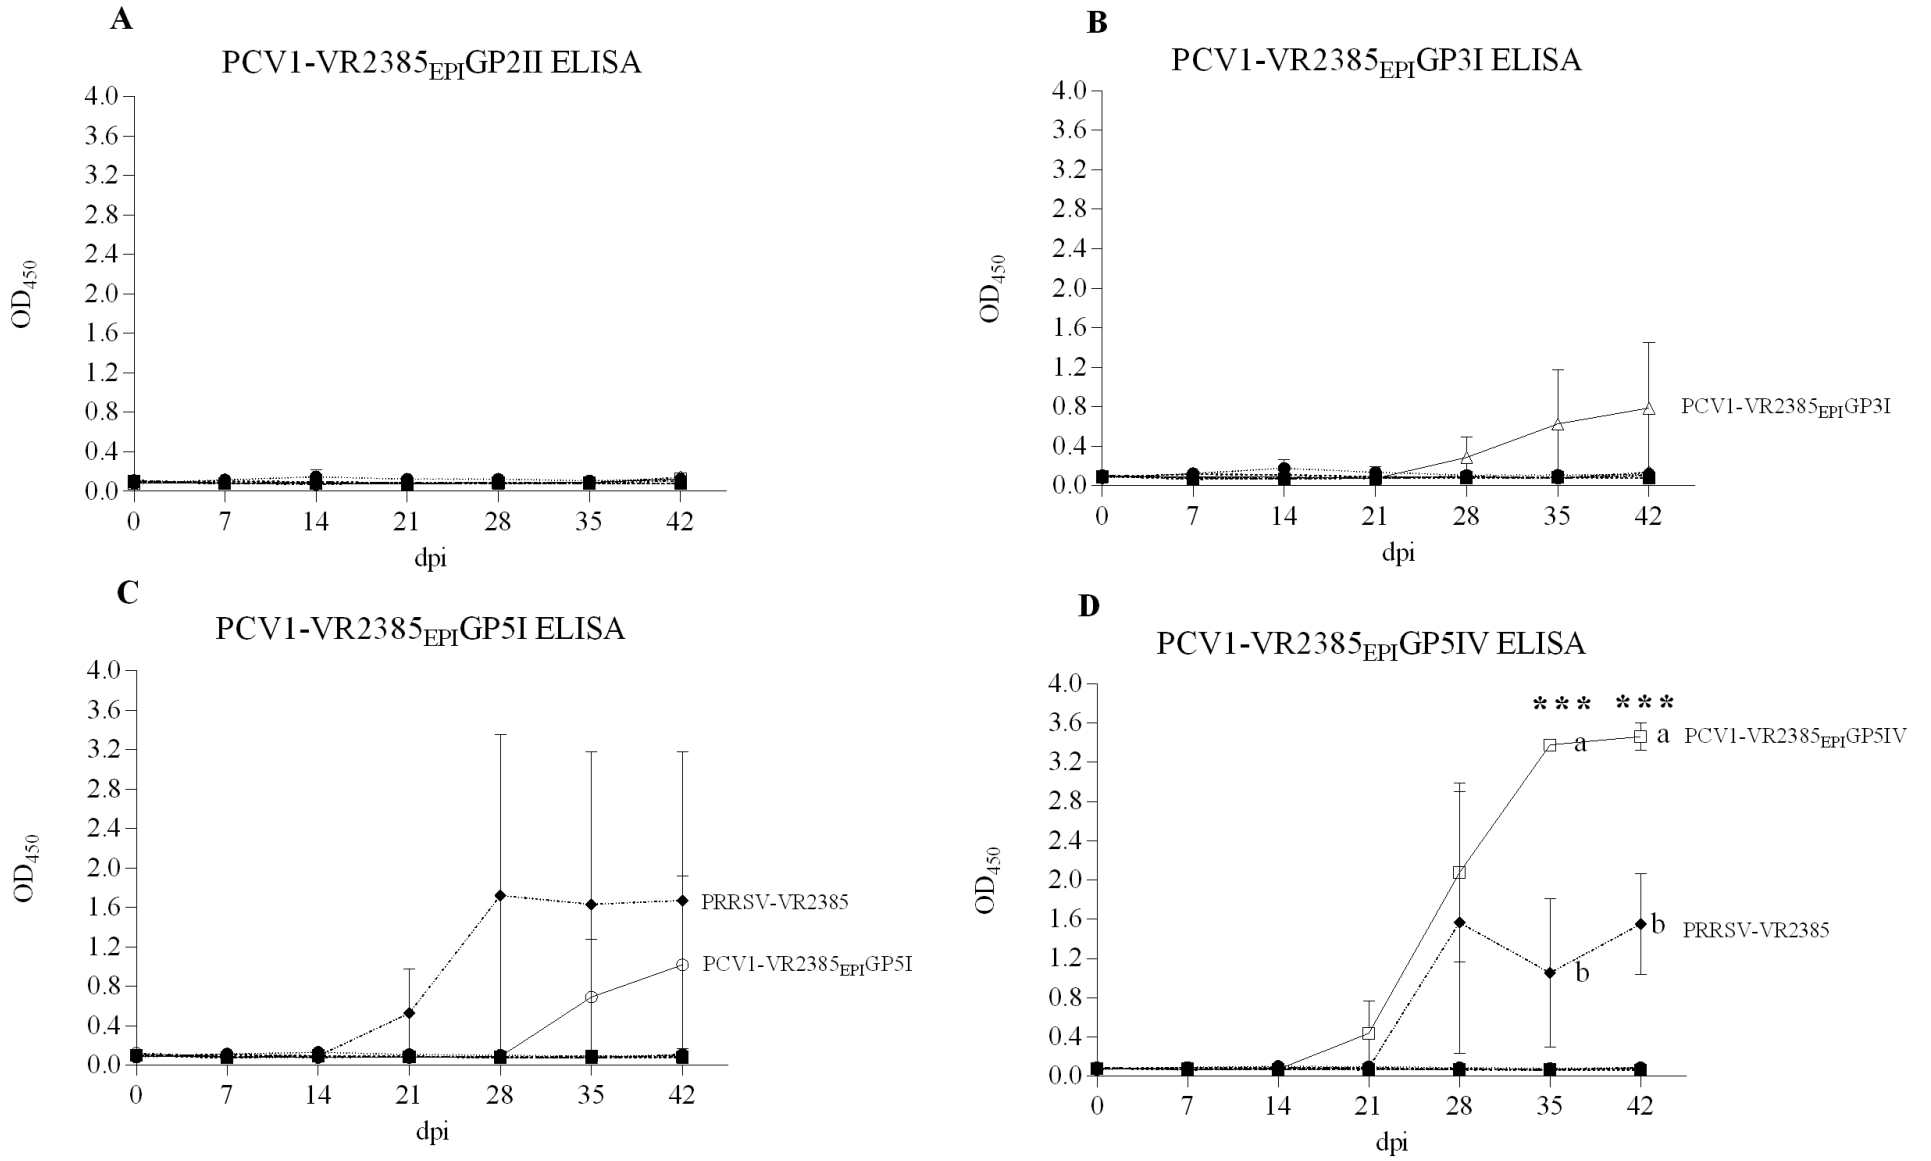 A
PCV1-VR2385EPIGP2II ELISA
4.0
3.6
3.2
2.8
2.4
2.0
1.6
1.2
0.8
0.4
0.0
OD450
0 7 14 21 28 35 42
dpi
B
PCV1-VR2385EPIGP3I ELISA
4.0
3.6
3.2
2.8
2.4
2.0
1.6
1.2
0.8
0.4
0.0
OD450
PCV1-VR2385EPIGP3I
0 7 14 21 28 35 42
dpi
C
PCV1-VR2385EPIGP5I ELISA
4.0
3.6
3.2
2.8
2.4
2.0
1.6
1.2
0.8
0.4
0.0
OD450
PRRSV-VR2385
PCV1-VR2385EPIGP5I
0 7 14 21 28 35 42
dpi
D
PCV1-VR2385EPIGP5IV ELISA
4.0
3.6
3.2
2.8
2.4
2.0
1.6
1.2
0.8
0.4
0.0
OD450
*** ***
a a PCV1-VR2385EPIGP5IV
b PRRSV-VR2385
b
0 7 14 21 28 35 42
dpi